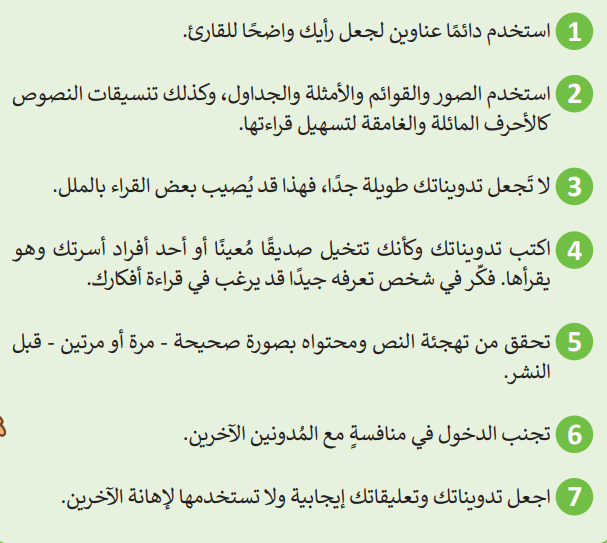 1 استخدم دائمًا عناوين لجعل رأيك واضحًا للقارئ.
2 استخدم الصور والقوائم والأمثلة والجداول، وكذلك تنسيقات النصوص
كالأحرف المائلة والغامقة لتسهيل قراءتها.
3 لا تَجعل تدويناتك طويلة جدًا، فهذا قد يُصيب بعض القراء بالملل.
4 اكتب تدويناتك وكأنك تتخيل صديقًا مُعينًا أو أحد أفراد أسرتك وهو
يقرأها. فكِّر في شخص تعرفه جيدًا قد يرغب في قراءة أفكارك.
5 تحقق من تهجئة النص ومحتواه بصورة صحيحة - مرة أو مرتين - قبل
النشر.
6 تجنب الدخول في منافسةٍ مع المُدونين الآخرين.
7 اجعل تدويناتك وتعليقاتك إيجابية ولا تستخدمها لإهانة الآخرين.